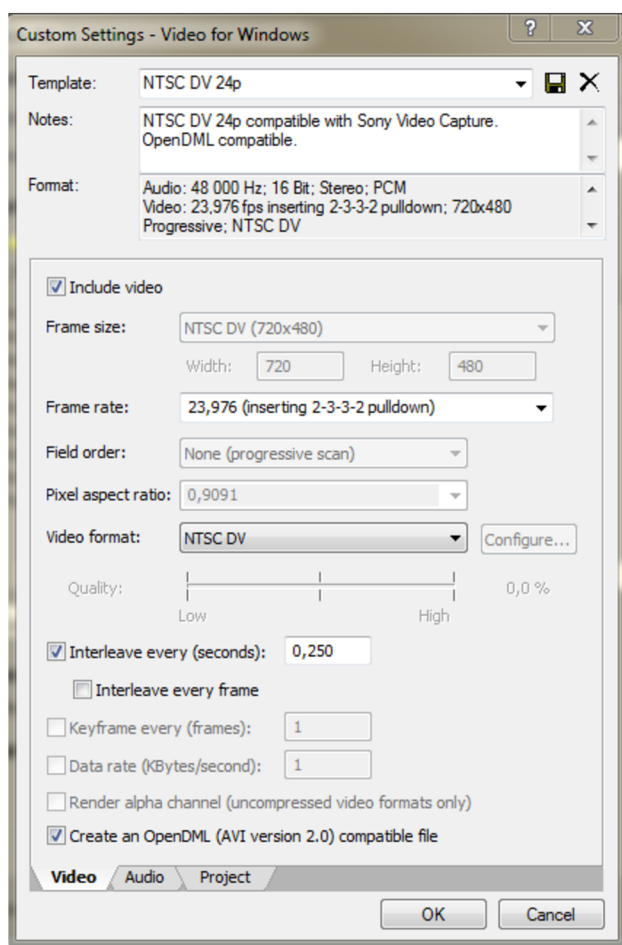 Custom Settings - Video for Windows
Template: NTSC DV 24p
Notes: NTSC DV 24p compatible with Sony Video Capture.
OpenDML compatible.
Format: Audio: 48 000 Hz; 16 Bit; Stereo; PCM
Video: 23,976 fps inserting 2-3-3-2 pulldown; 720x480
Progressive; NTSC DV
Include video
Frame size: NTSC DV (720x480)
Width: 720 Height: 480
Frame rate: 23,976 (inserting 2-3-3-2 pulldown)
Field order: None (progressive scan)
Pixel aspect ratio: 0,9091
Video format: NTSC DV Configure...
Quality: 0,0 %
Low High
Interleave every (seconds): 0,250
Interleave every frame
Keyframe every (frames): 1
Data rate (KBytes/second): 1
Render alpha channel (uncompressed video formats only)
Create an OpenDML (AVI version 2.0) compatible file
Video Audio Project
OK Cancel